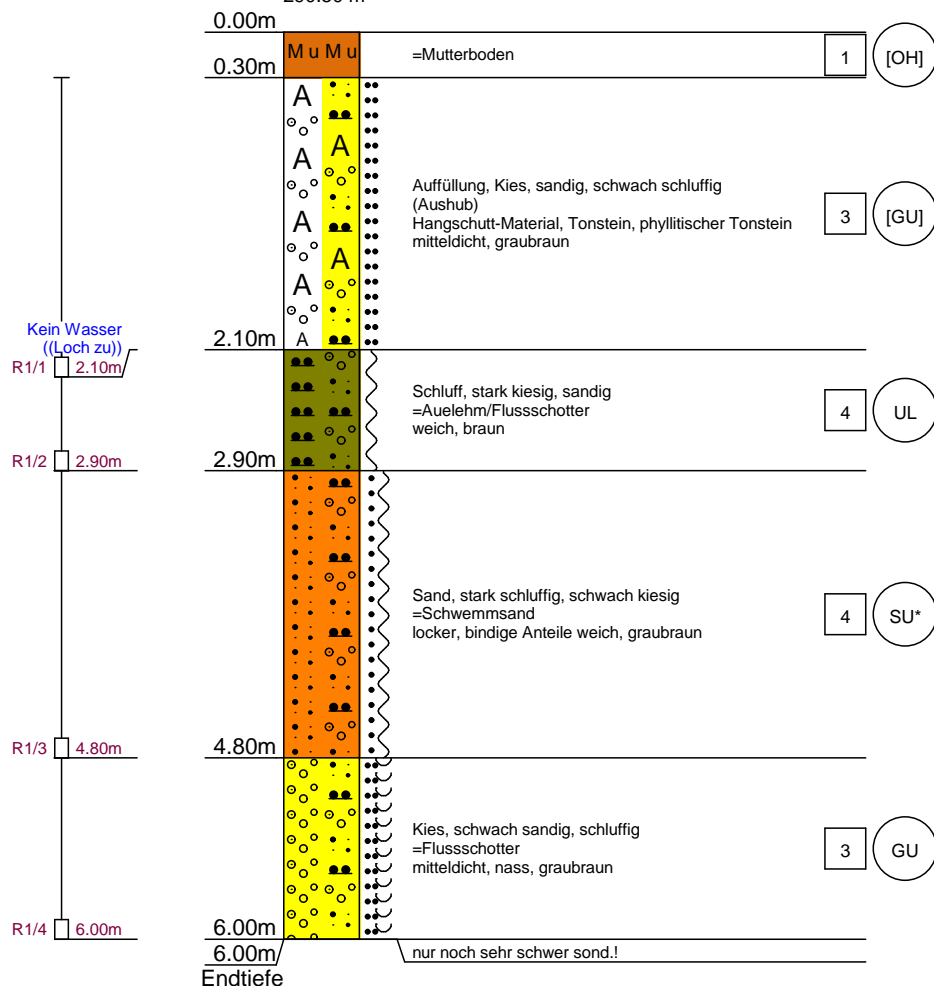 0.00m
M u M u
=Mutterboden
1
[OH]
0.30m
A
A
A
A
A
A
A
Auffüllung, Kies, sandig, schwach schluffig
(Aushub)
Hangschutt-Material, Tonstein, phyllitischer Tonstein
mitteldicht, graubraun
3
[GU]
Kein Wasser
((Loch zu))
2.10m
R1/1 2.10m
Schluff, stark kiesig, sandig
=Auelehm/Flussschotter
weich, braun
4
UL
R1/2 2.90m
2.90m
Sand, stark schluffig, schwach kiesig
=Schwemmsand
locker, bindige Anteile weich, graubraun
4
SU*
R1/3 4.80m
4.80m
Kies, schwach sandig, schluffig
=Flussschotter
mitteldicht, nass, graubraun
3
GU
R1/4 6.00m
6.00m
6.00m
nur noch sehr schwer sond.!
Endtiefe